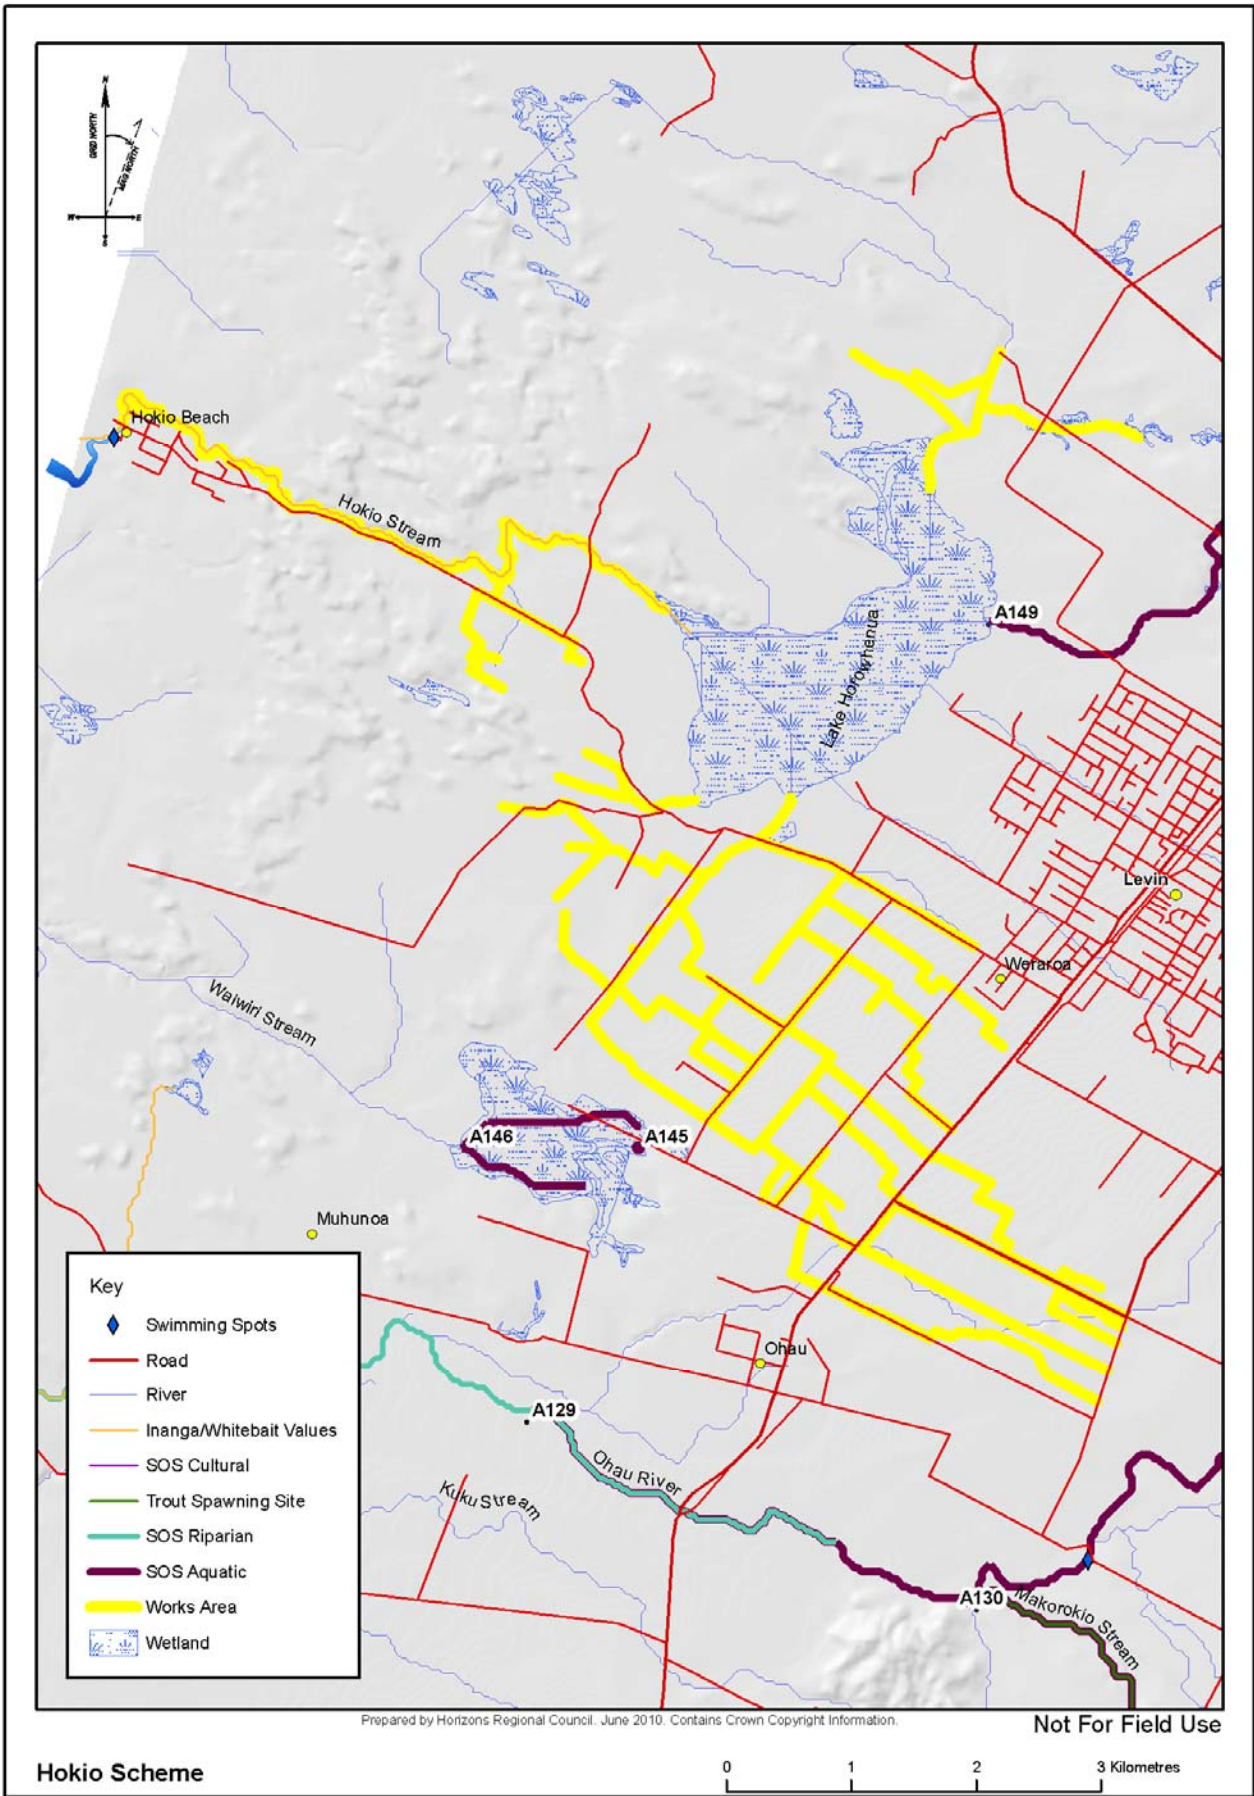 N
GRID NORTH
W
E
S
Hokio Beach
Hokio Stream
A149
Lake Horowhenua
Levin
Weraroa
Waiwiri Stream
A146
A145
Muhunoa
Key
Swimming Spots
Road
River
Inanga/Whitebait Values
SOS Cultural
Trout Spawning Site
SOS Riparian
SOS Aquatic
Works Area
Wetland
Ohau
A129
Ohau River
Kuku Stream
A130
Makorokio Stream
Prepared by Horizons Regional Council. June 2010. Contains Crown Copyright Information.
Not For Field Use
Hokio Scheme
0 1 2 3 Kilometres